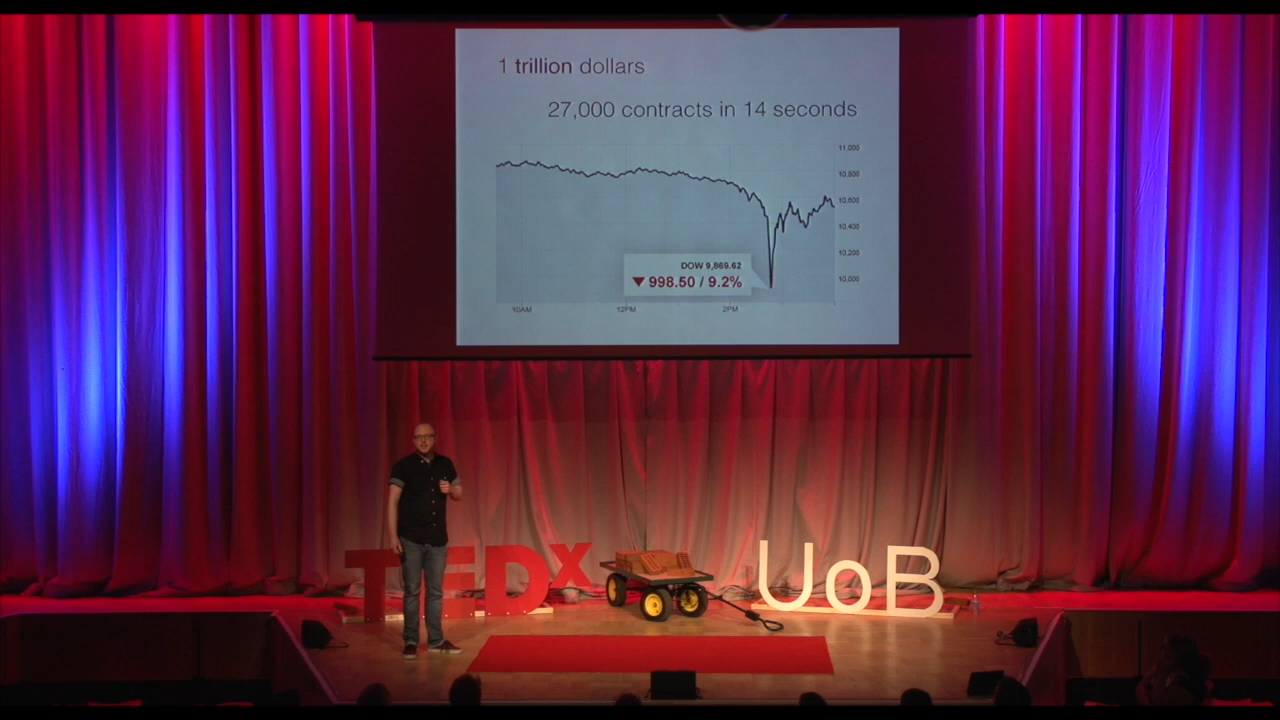 1 trillion dollars
27,000 contracts in 14 seconds
11,000
10,800
10,600
10,400
10,200
10,000
DOW 9,869.62
▼ 998.50 / 9.2%
10AM 12PM 2PM
TEDx UoB